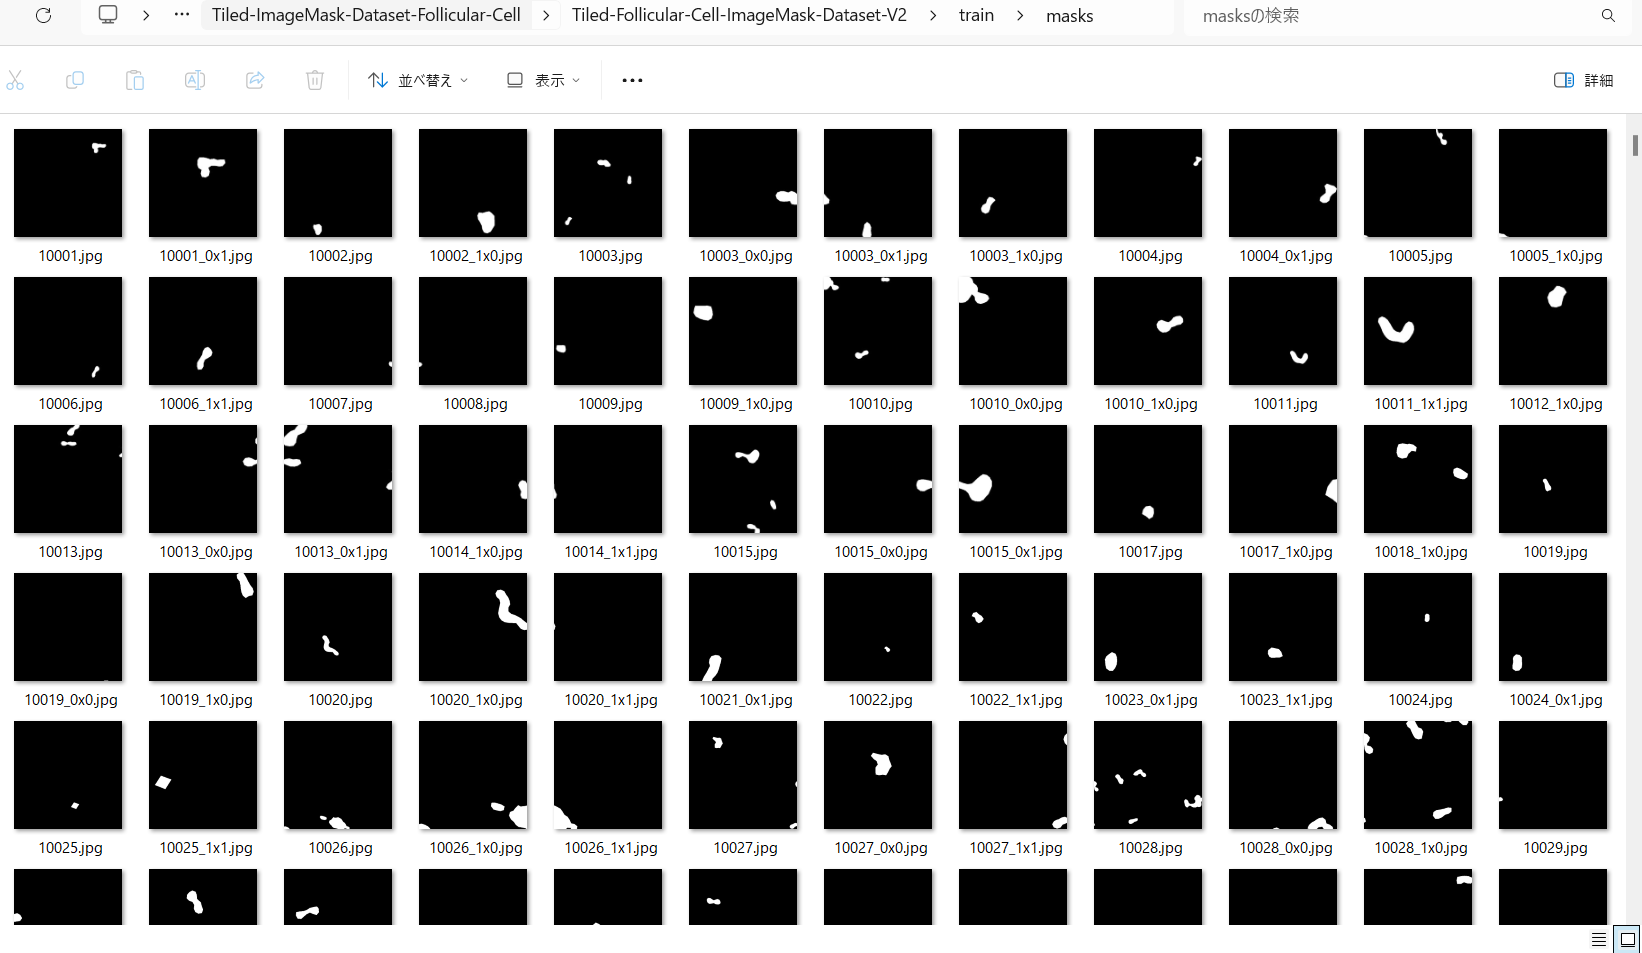 Tiled-ImageMask-Dataset-Follicular-Cell Tiled-Follicular-Cell-ImageMask-Dataset-V2 train masks masksの検索
並べ替え 表示 詳細
10001.jpg 10001_0x1.jpg 10002.jpg 10002_1x0.jpg 10003.jpg 10003_0x0.jpg 10003_0x1.jpg 10003_1x0.jpg 10004.jpg 10004_0x1.jpg 10005.jpg 10005_1x0.jpg
10006.jpg 10006_1x1.jpg 10007.jpg 10008.jpg 10009.jpg 10009_1x0.jpg 10010.jpg 10010_0x0.jpg 10010_1x0.jpg 10011.jpg 10011_1x1.jpg 10012_1x0.jpg
10013.jpg 10013_0x0.jpg 10013_0x1.jpg 10014_1x0.jpg 10014_1x1.jpg 10015.jpg 10015_0x0.jpg 10015_0x1.jpg 10017.jpg 10017_1x0.jpg 10018_1x0.jpg 10019.jpg
10019_0x0.jpg 10019_1x0.jpg 10020.jpg 10020_1x0.jpg 10020_1x1.jpg 10021_0x1.jpg 10022.jpg 10022_1x1.jpg 10023_0x1.jpg 10023_1x1.jpg 10024.jpg 10024_0x1.jpg
10025.jpg 10025_1x1.jpg 10026.jpg 10026_1x0.jpg 10026_1x1.jpg 10027.jpg 10027_0x0.jpg 10027_1x1.jpg 10028.jpg 10028_0x0.jpg 10028_1x0.jpg 10029.jpg